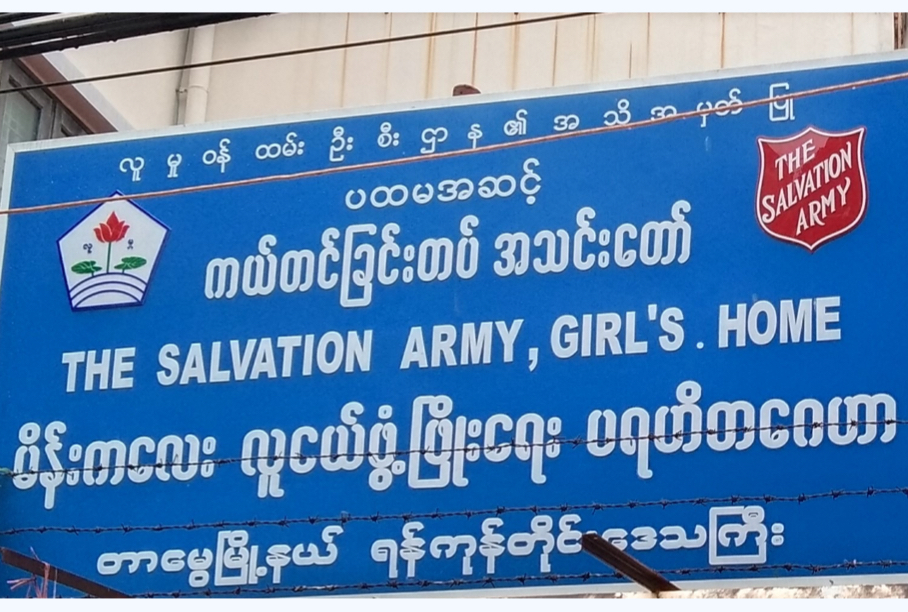 လူမှုဝန်ထမ်းဦးစီးဌာန၏အသိအမှတ်ပြု
ပထမအဆင့်
ကယ်တင်ခြင်းတပ် အသင်းတော်
THE SALVATION ARMY
THE SALVATION ARMY, GIRL'S . HOME
မိန်းကလေး လူငယ်ဖွံ့ဖြိုးရေး ပရဟိတဂေဟာ
တာမွေမြို့နယ် ရန်ကုန်တိုင်းဒေသကြီး